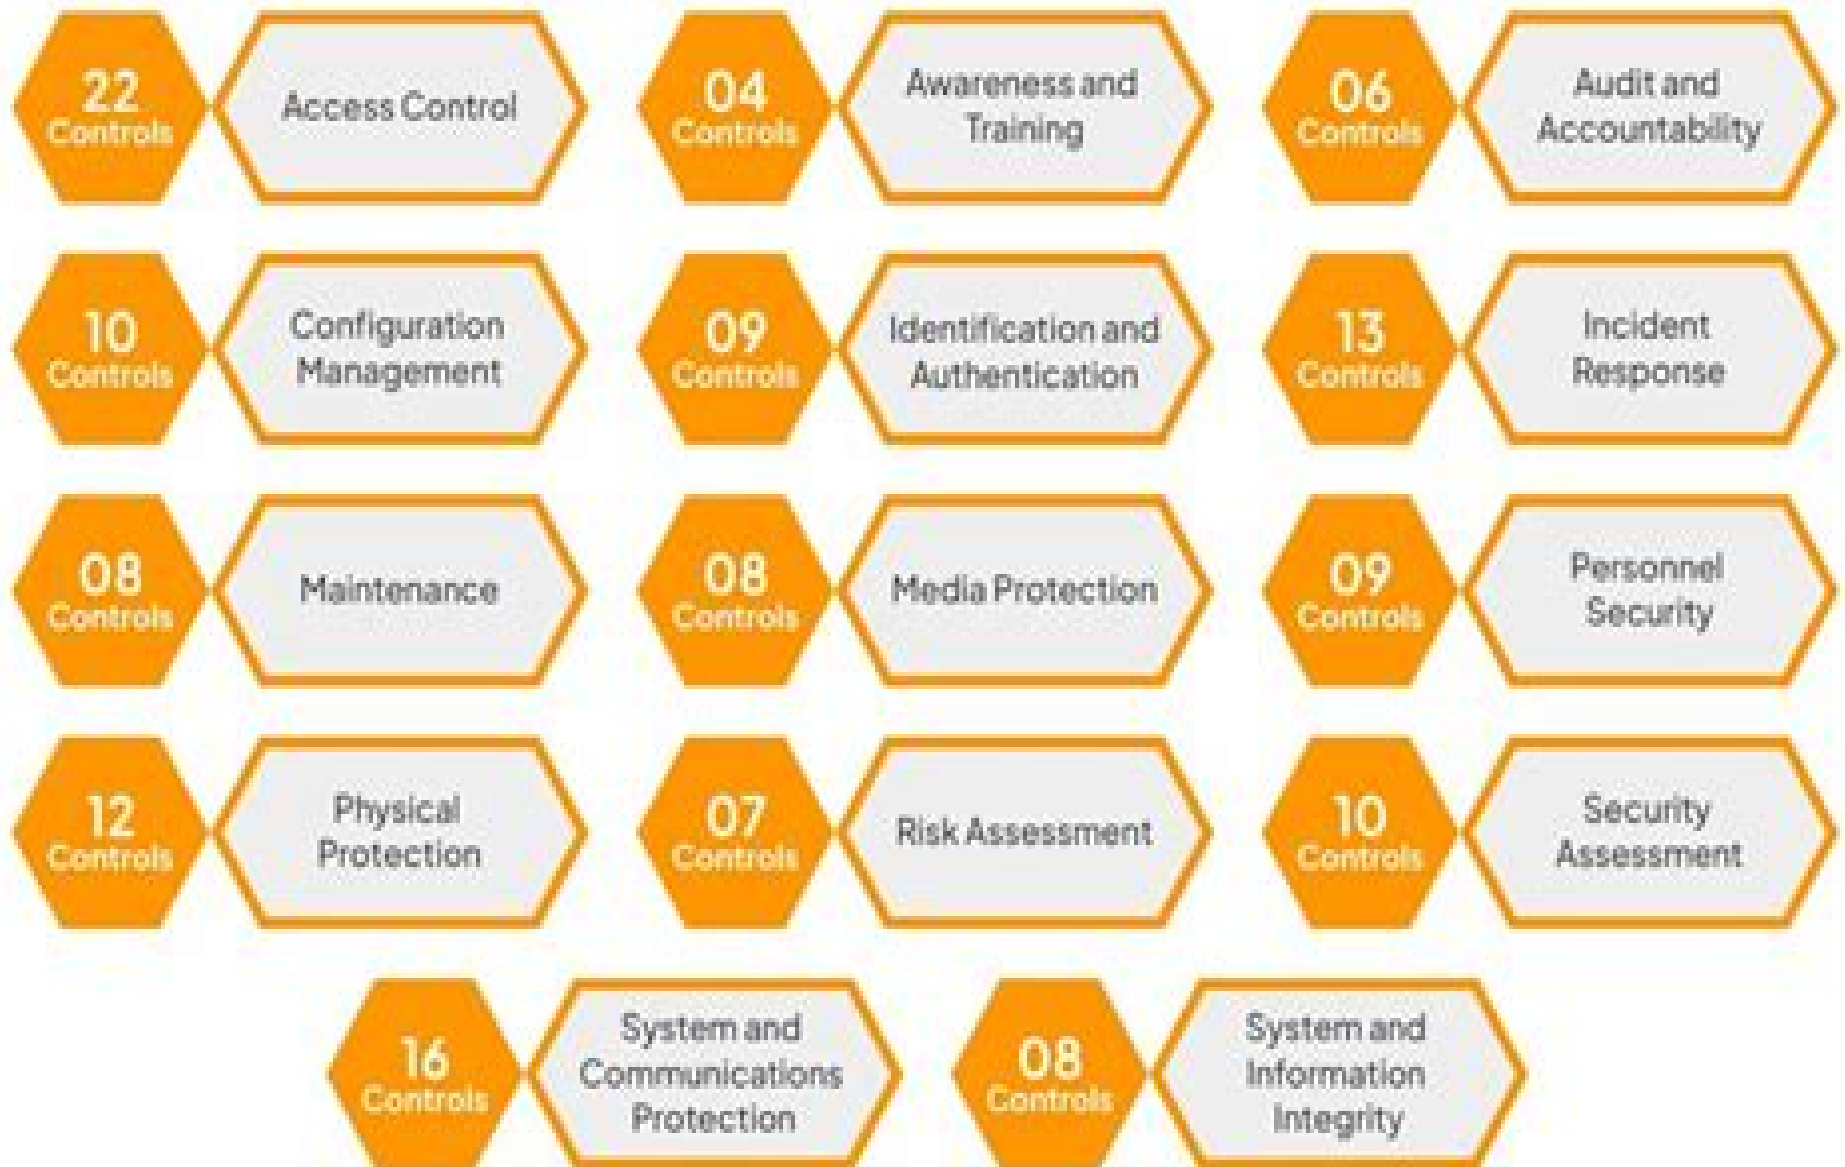 22
Controls
Access Control
04
Controls
Awareness and
Training
06
Controls
Audit and
Accountability
10
Controls
Configuration
Management
09
Controls
Identification and
Authentication
13
Controls
Incident
Response
08
Controls
Maintenance
08
Controls
Media Protection
09
Controls
Personnel
Security
12
Controls
Physical
Protection
07
Controls
Risk Assessment
10
Controls
Security
Assessment
16
Controls
System and
Communications
Protection
08
Controls
System and
Information
Integrity